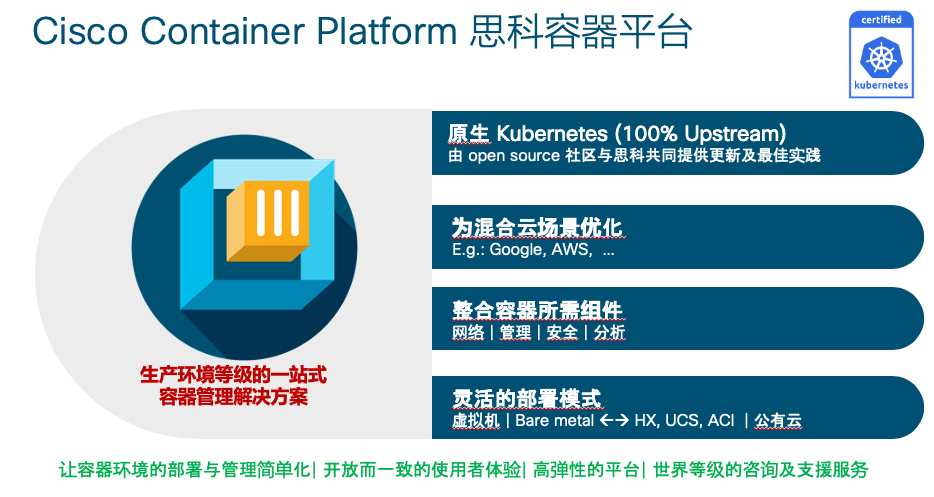 Cisco Container Platform 思科容器平台
certified
kubernetes
原生 Kubernetes (100% Upstream)
由 open source 社区与思科共同提供更新及最佳实践
为混合云场景优化
E.g.: Google, AWS, ...
整合容器所需组件
网络 | 管理 | 安全 | 分析
灵活的部署模式
虚拟机 | Bare metal ←→ HX, UCS, ACI | 公有云
生产环境等级的一站式
容器管理解决方案
让容器环境的部署与管理简单化| 开放而一致的使用者体验| 高弹性的平台| 世界等级的咨询及支援服务